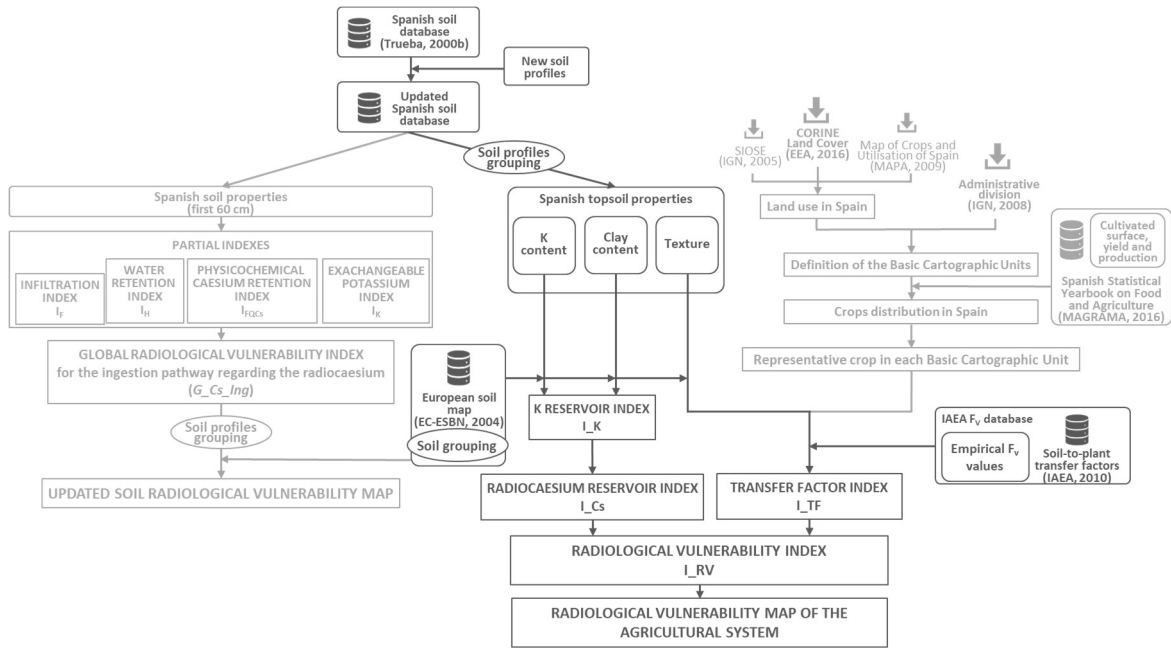 Spanish soil
database
(Trueba, 2000b)
New soil
profiles
Updated
Spanish soil
database
Soil profiles
grouping
Spanish soil properties
(first 60 cm)
PARTIAL INDEXES
INFILTRATION
INDEX
I_F
WATER
RETENTION
INDEX
I_H
PHYSICOCHEMICAL
CAESIUM RETENTION
INDEX
I_FQCs
EXACHANGEABLE
POTASSIUM
INDEX
I_K
GLOBAL RADIOLOGICAL VULNERABILITY INDEX
for the ingestion pathway regarding the radiocaesium
(G_Cs_Ing)
Soil profiles
grouping
UPDATED SOIL RADIOLOGICAL VULNERABILITY MAP
Spanish topsoil properties
K
content
Clay
content
Texture
European soil
map
(EC-ESBN, 2004)
Soil grouping
K RESERVOIR INDEX
I_K
RADIOCAESIUM RESERVOIR INDEX
I_Cs
TRANSFER FACTOR INDEX
I_TF
RADIOLOGICAL VULNERABILITY INDEX
I_RV
RADIOLOGICAL VULNERABILITY MAP OF THE
AGRICULTURAL SYSTEM
SIOSE
(IGN, 2005)
CORINE
Land Cover
(EEA, 2016)
Map of Crops and
Utilisation of Spain
(MAPA, 2009)
Administrative
division
(IGN, 2008)
Land use in Spain
Definition of the Basic Cartographic Units
Cultivated
surface,
yield and
production
Spanish Statistical
Yearbook on Food
and Agriculture
(MAGRAMA, 2016)
Crops distribution in Spain
Representative crop in each Basic Cartographic Unit
IAEA Fv database
Empirical Fv
values
Soil-to-plant
transfer factors
(IAEA, 2010)